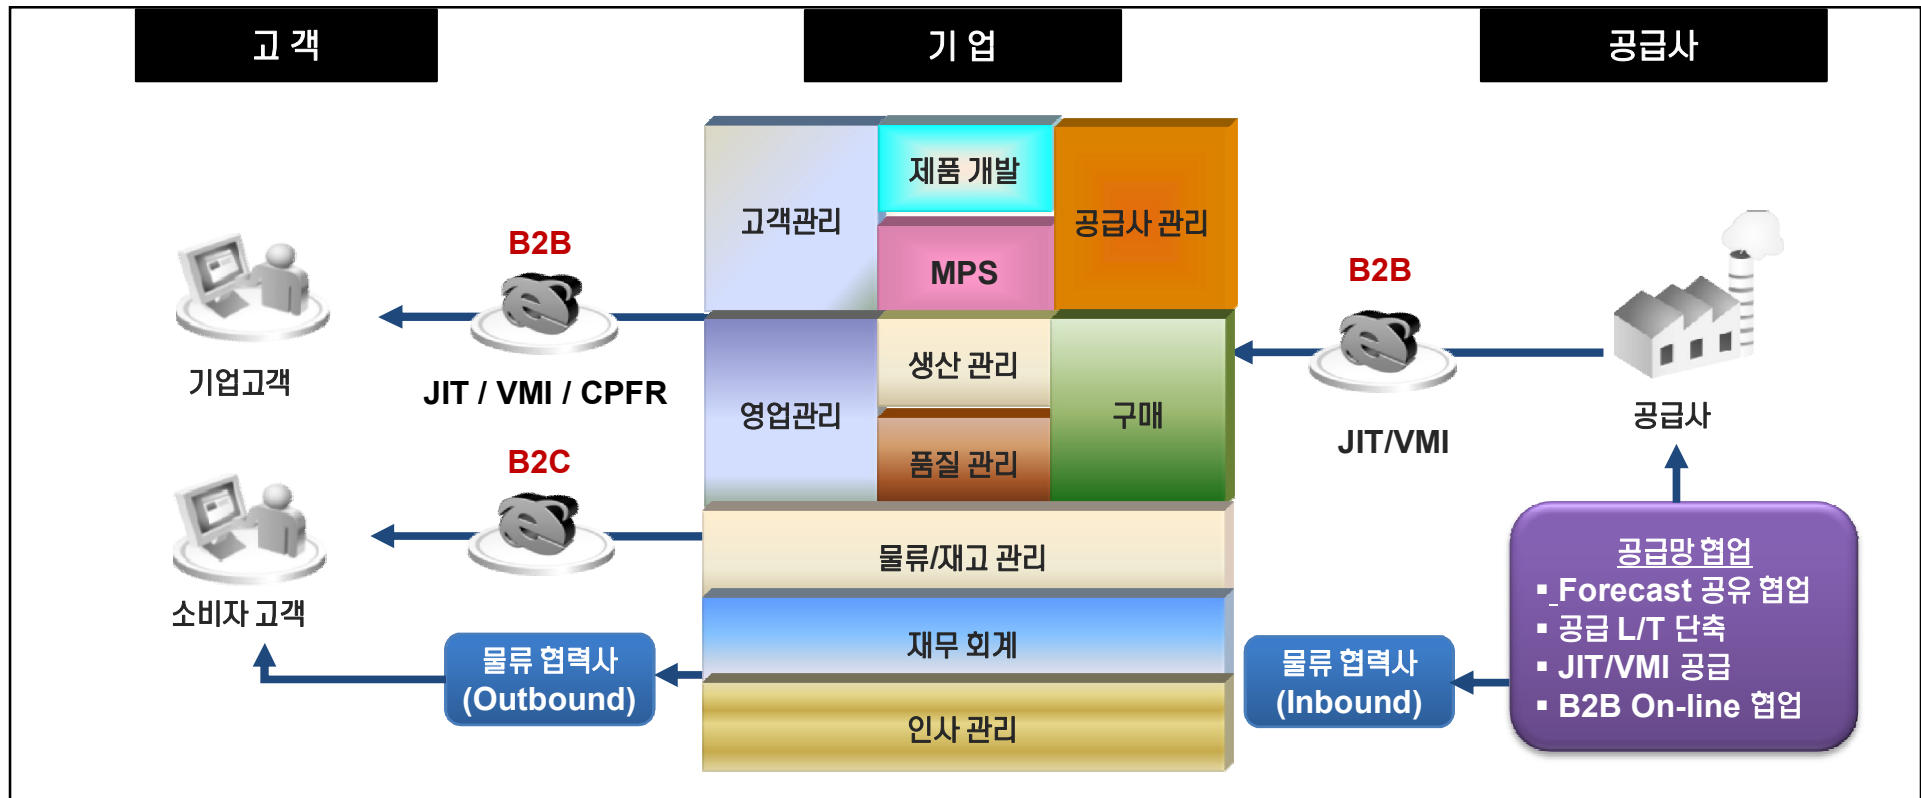 고 객
기 업
공급사
제품 개발
고객관리
공급사 관리
MPS
B2B
B2B
기업고객
JIT / VMI / CPFR
생산 관리
영업관리
구매
공급사
JIT/VMI
품질 관리
B2C
소비자 고객
물류/재고 관리
재무 회계
인사 관리
물류 협력사
(Outbound)
물류 협력사
(Inbound)
공급망 협업
▪ Forecast 공유 협업
▪ 공급 L/T 단축
▪ JIT/VMI 공급
▪ B2B On-line 협업